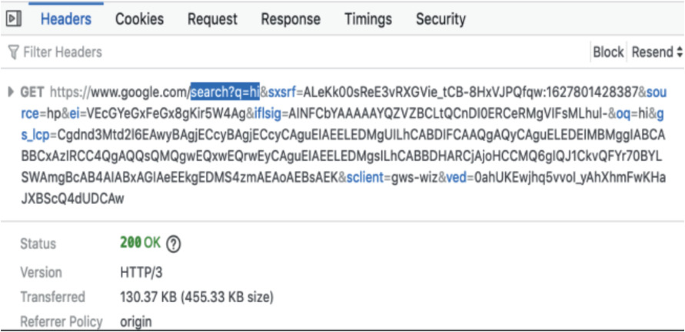 Headers Cookies Request Response Timings Security
Filter Headers Block Resend
GET https://www.google.com/search?q=hi&sxsrf=ALeKk00sReE3vRXGVie_tCB-8HxVJPQfqw:1627801428387&sou
rce=hp&ei=VEcGYeGxFeGx8gKir5W4Ag&iflsig=AINFCbYAAAAAYQZVZBCLtQCnDI0ERCeRMgVIFsMLhuI-&oq=hi&g
s_lcp=Cgdnd3Mtd2l6EAwyBAgjECcyBAgjECcyCAguEIAEELEDMgUILhCABDIFCAAQgAQyCAguELEDEIMBMggIABCA
BBCxAzIRCC4QgAQQsQMQgwEQxwEQrwEyCAguEIAEELEDMgsILhCABBDHARCjAjoHCCMQ6gIQJ1CkvQFYr70BYL
SWAmgBcAB4AIABxAGIAeEEkgEDMS4zmAEAoAEBsAEK&sclient=gws-wiz&ved=0ahUKEwjhq5vvoI_yAhXhmFwKHa
JXBScQ4dUDCAw
Status 200 OK ?
Version HTTP/3
Transferred 130.37 KB (455.33 KB size)
Referrer Policy origin